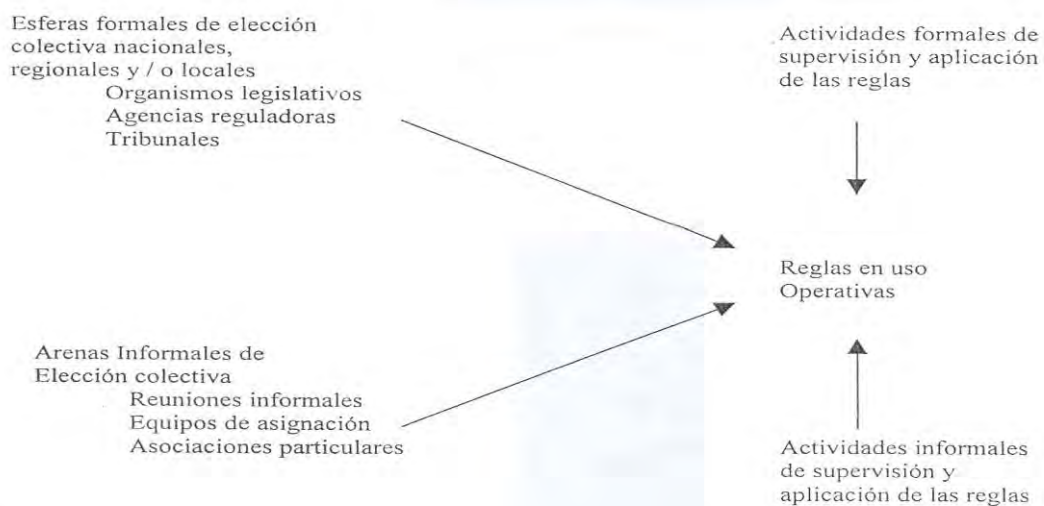 Esferas formales de elección
colectiva nacionales,
regionales y / o locales
Organismos legislativos
Agencias reguladoras
Tribunales
Actividades formales de
supervisión y aplicación
de las reglas
Reglas en uso
Operativas
Arenas Informales de
Elección colectiva
Reuniones informales
Equipos de asignación
Asociaciones particulares
Actividades informales
de supervisión y
aplicación de las reglas